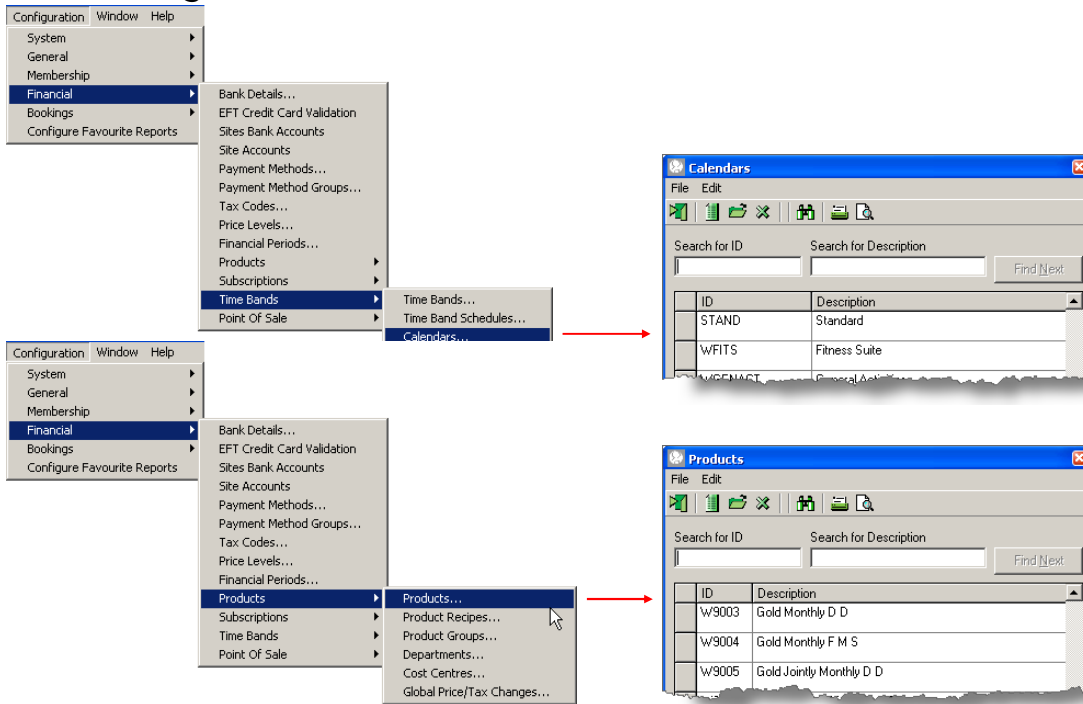 Configuration Window Help
System
General
Membership
Financial
Bookings
Configure Favourite Reports
Bank Details...
EFT Credit Card Validation
Sites Bank Accounts
Site Accounts
Payment Methods...
Payment Method Groups...
Tax Codes...
Price Levels...
Financial Periods...
Products
Subscriptions
Time Bands
Point Of Sale
Time Bands...
Time Band Schedules...
Calendars...
Calendars
File Edit
Search for ID Search for Description
Find Next
ID Description
STAND Standard
WFITS Fitness Suite
Configuration Window Help
System
General
Membership
Financial
Bookings
Configure Favourite Reports
Bank Details...
EFT Credit Card Validation
Sites Bank Accounts
Site Accounts
Payment Methods...
Payment Method Groups...
Tax Codes...
Price Levels...
Financial Periods...
Products
Subscriptions
Time Bands
Point Of Sale
Products...
Product Recipes...
Product Groups...
Departments...
Cost Centres...
Global Price/Tax Changes...
Products
File Edit
Search for ID Search for Description
Find Next
ID Description
W9003 Gold Monthly D D
W9004 Gold Monthly F M S
W9005 Gold Jointly Monthly D D